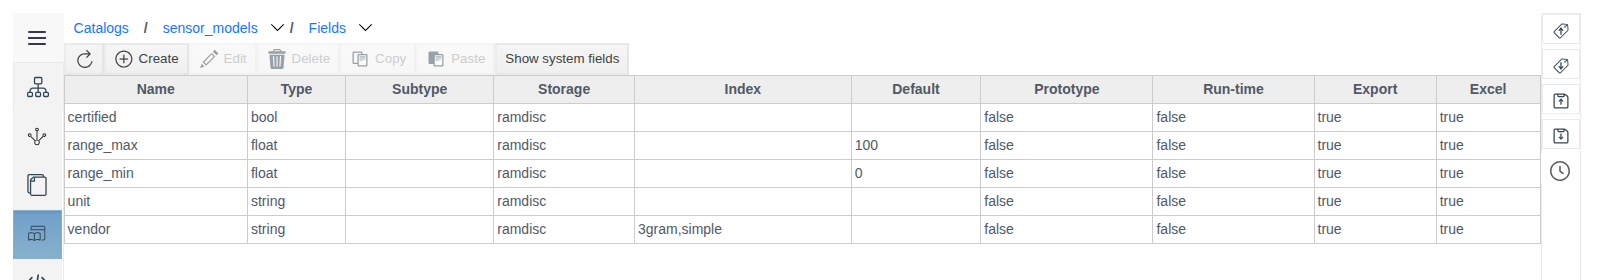 Catalogs / sensor_models / Fields
Create Edit Delete Copy Paste Show system fields
Name Type Subtype Storage Index Default Prototype Run-time Export Excel
certified bool ramdisc false false true true
range_max float ramdisc 100 false false true true
range_min float ramdisc 0 false false true true
unit string ramdisc false false true true
vendor string ramdisc 3gram,simple false false true true